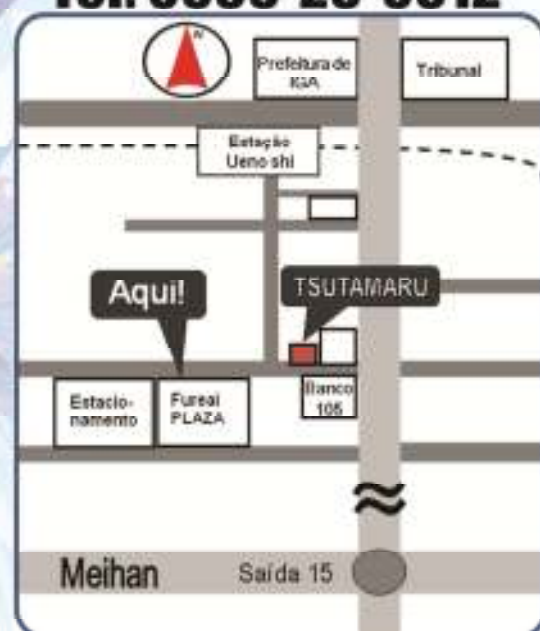 N
Prefeitura de
IGA
Tribunal
Estação
Ueno shi
Aqui!
TSUTAMARU
Estacio-
namento
Fureai
PLAZA
Banco
105
Meihan
Saída 15